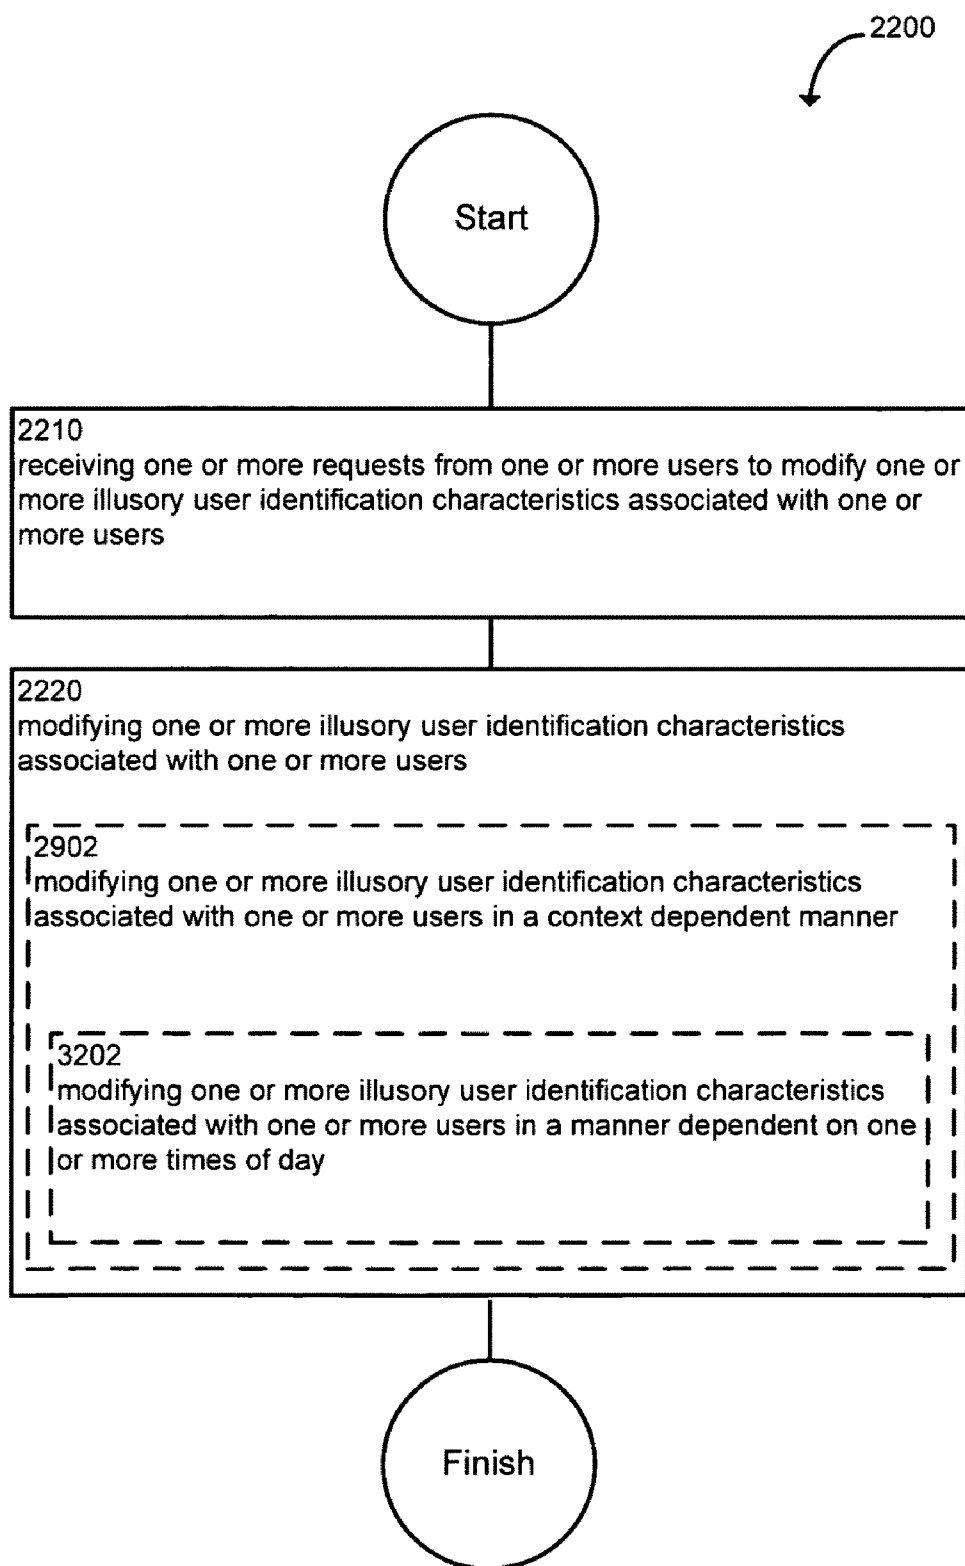 2200
Start
2210
receiving one or more requests from one or more users to modify one or
more illusory user identification characteristics associated with one or
more users
2220
modifying one or more illusory user identification characteristics
associated with one or more users
2902
modifying one or more illusory user identification characteristics
associated with one or more users in a context dependent manner
3202
modifying one or more illusory user identification characteristics
associated with one or more users in a manner dependent on one
or more times of day
Finish